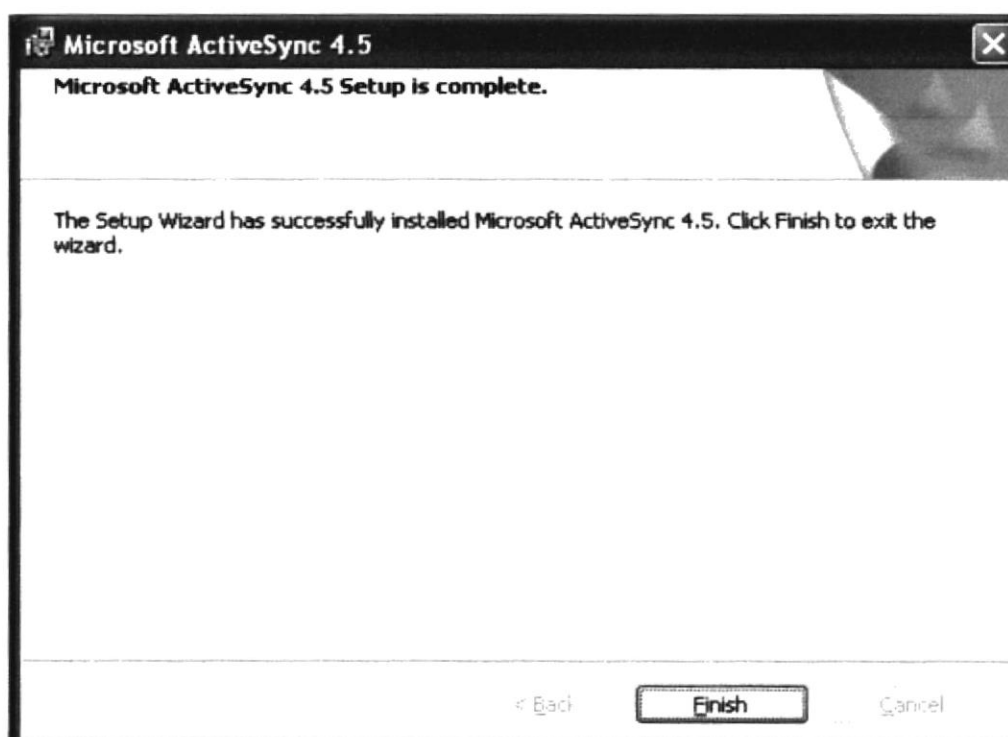 Microsoft ActiveSync 4.5
Microsoft ActiveSync 4.5 Setup is complete.
The Setup Wizard has successfully installed Microsoft ActiveSync 4.5. Click Finish to exit the
wizard.
< Back Finish Cancel